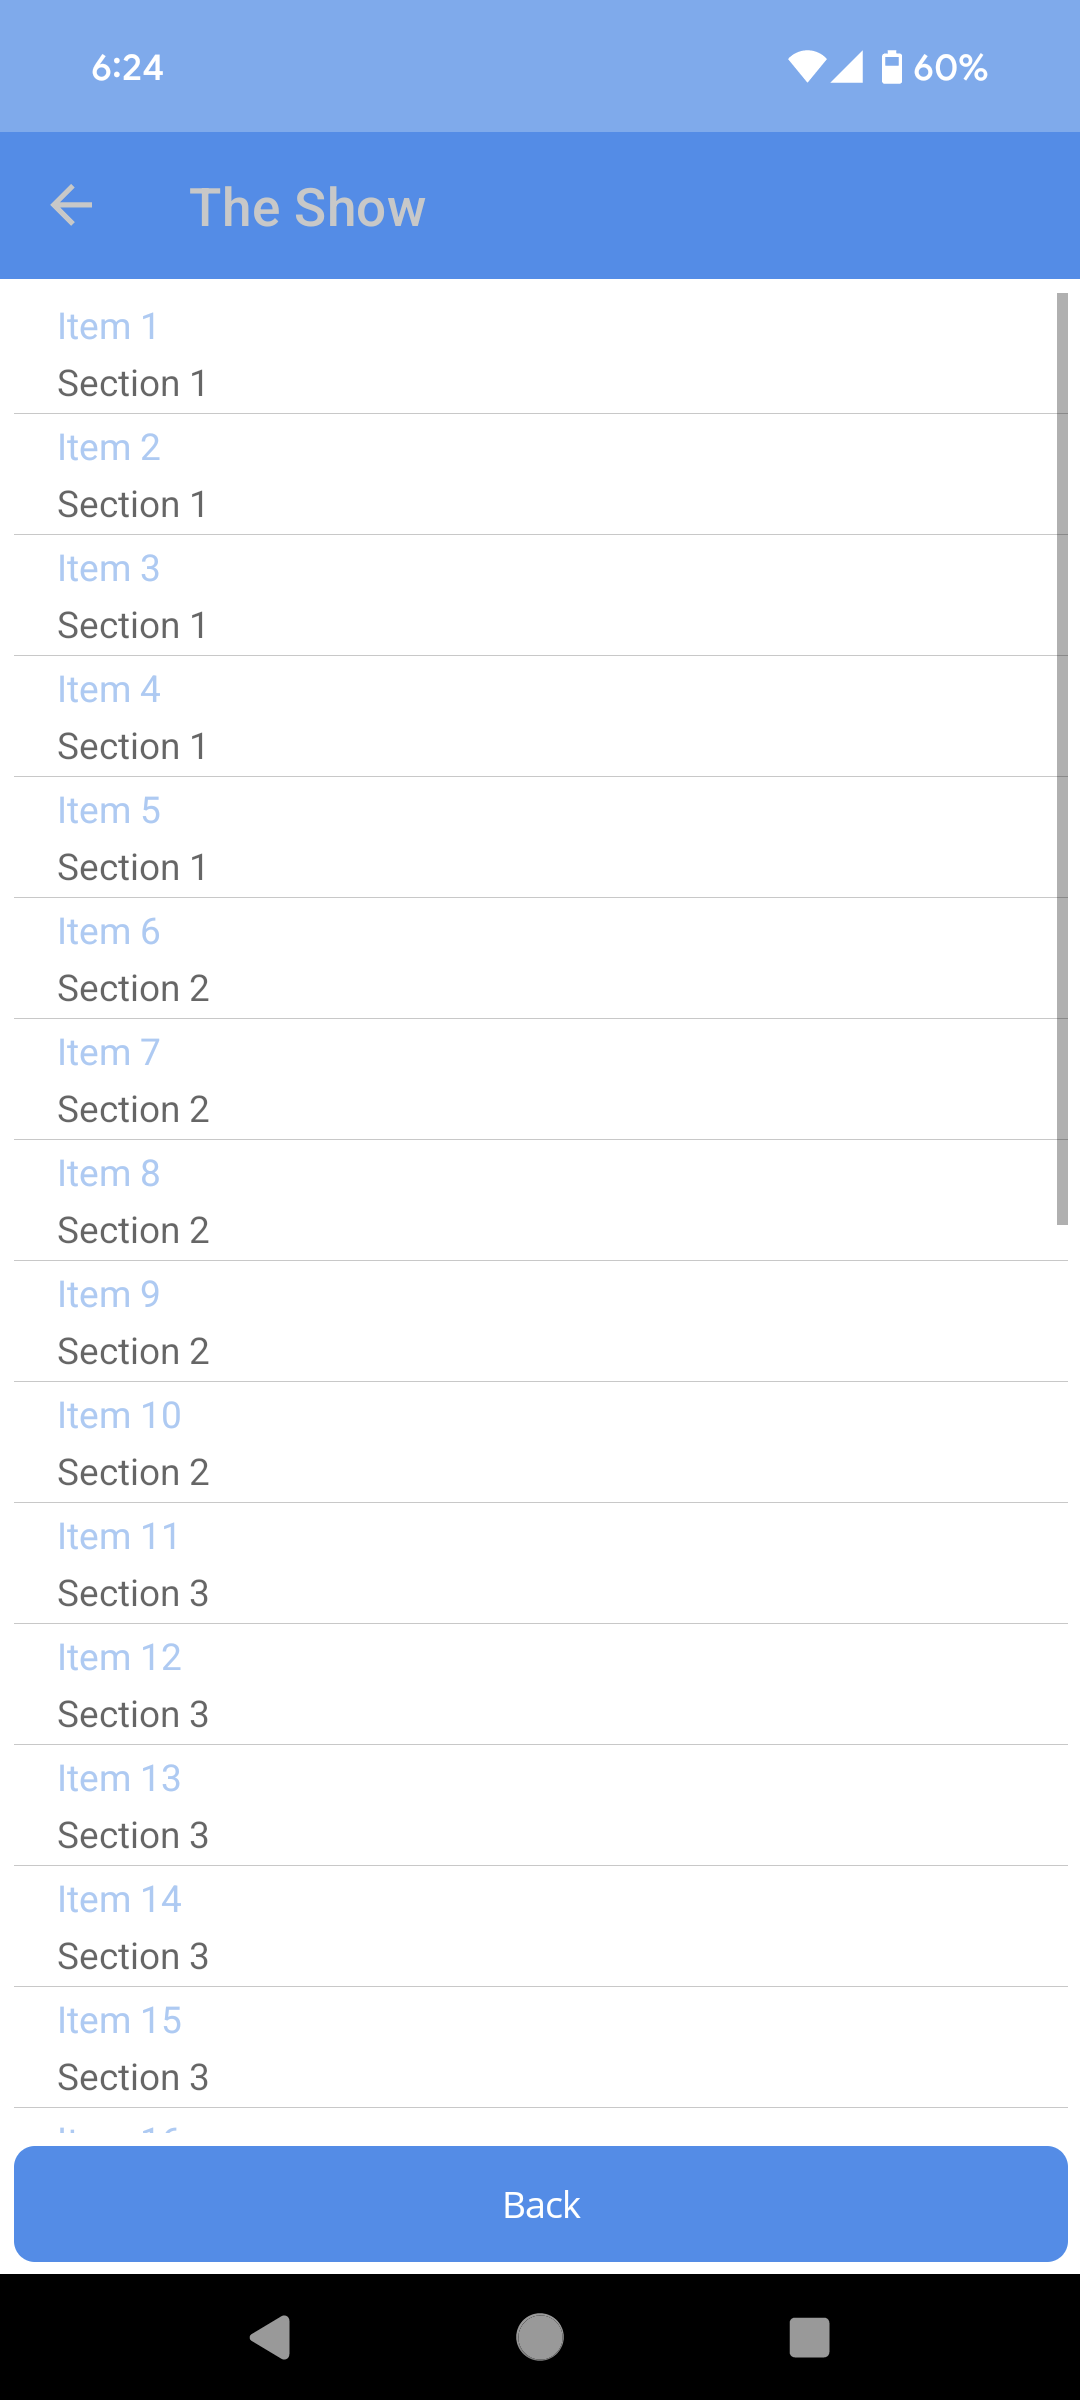 6:24
60%
The Show
Item 1
Section 1
Item 2
Section 1
Item 3
Section 1
Item 4
Section 1
Item 5
Section 1
Item 6
Section 2
Item 7
Section 2
Item 8
Section 2
Item 9
Section 2
Item 10
Section 2
Item 11
Section 3
Item 12
Section 3
Item 13
Section 3
Item 14
Section 3
Item 15
Section 3
Back